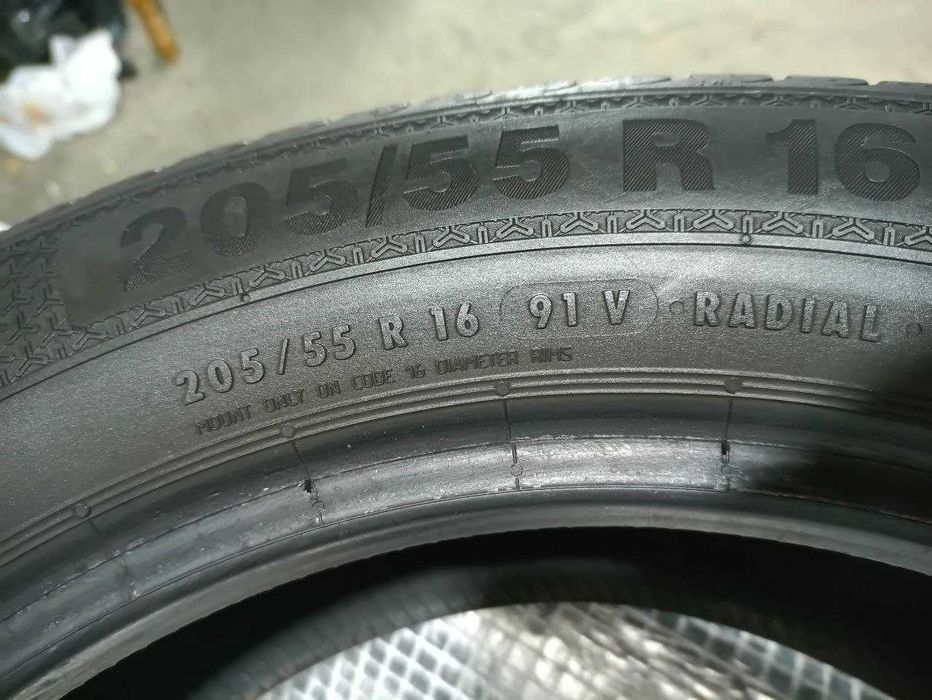 205/55 R 16
205/55 R 16 91 V · RADIAL ·
MOUNT ONLY ON CODE 16 DIAMETER RIMS